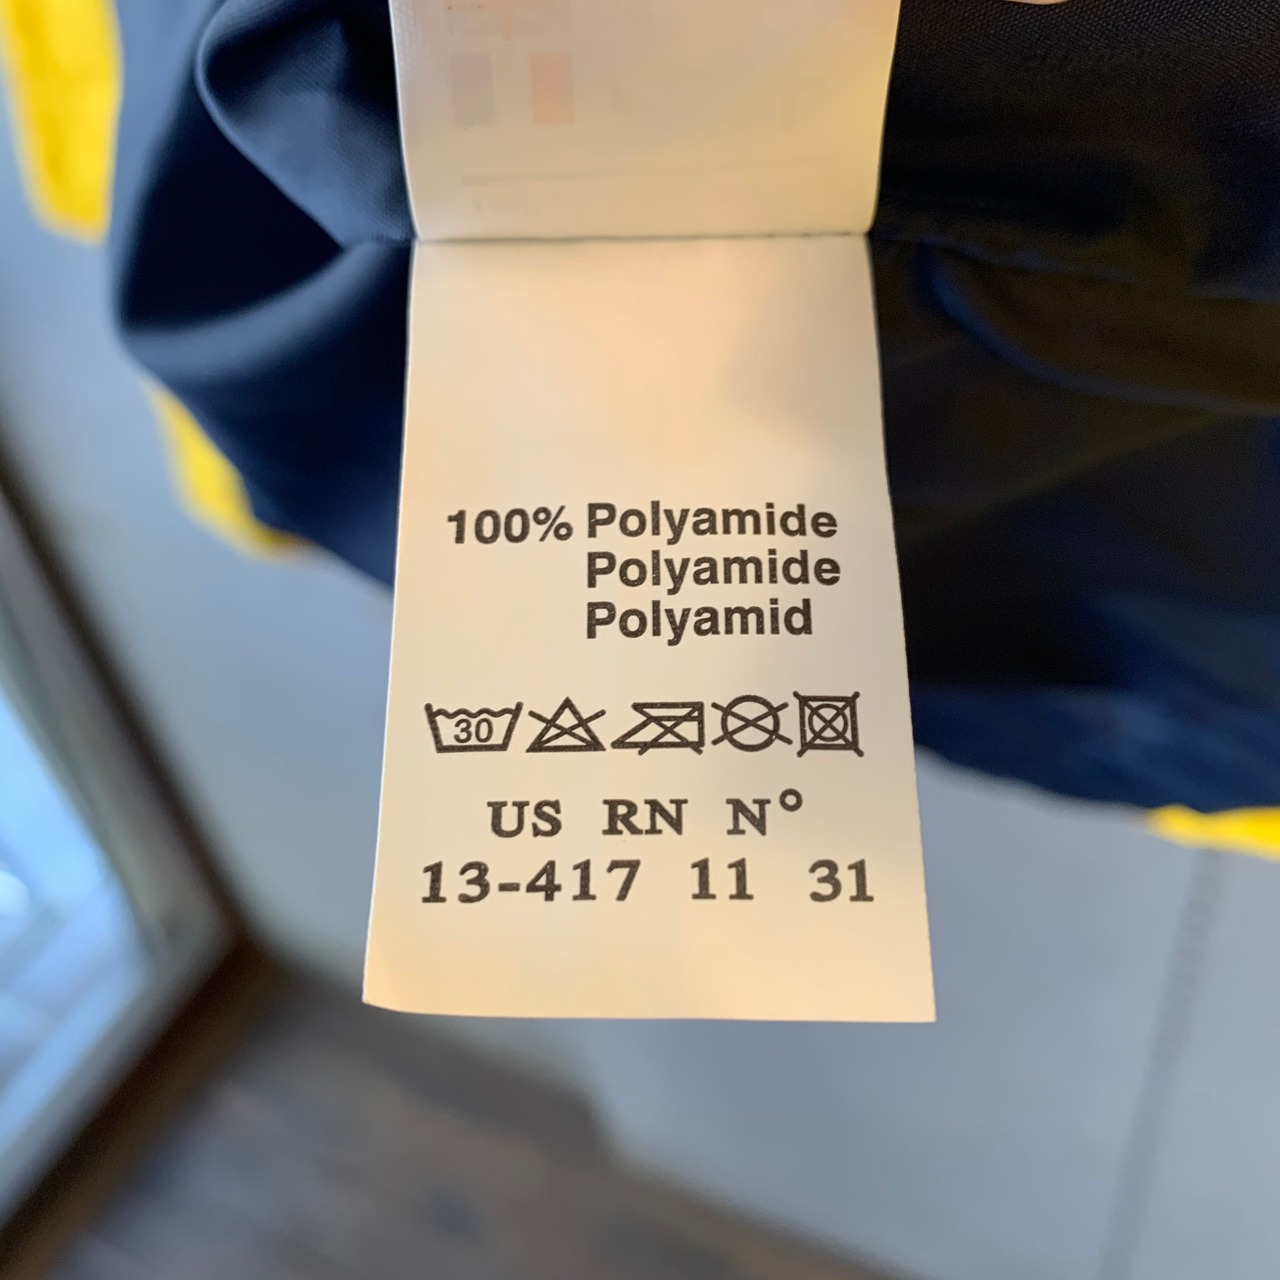 100% Polyamide
Polyamide
Polyamid
30
US RN N°
13-417 11 31